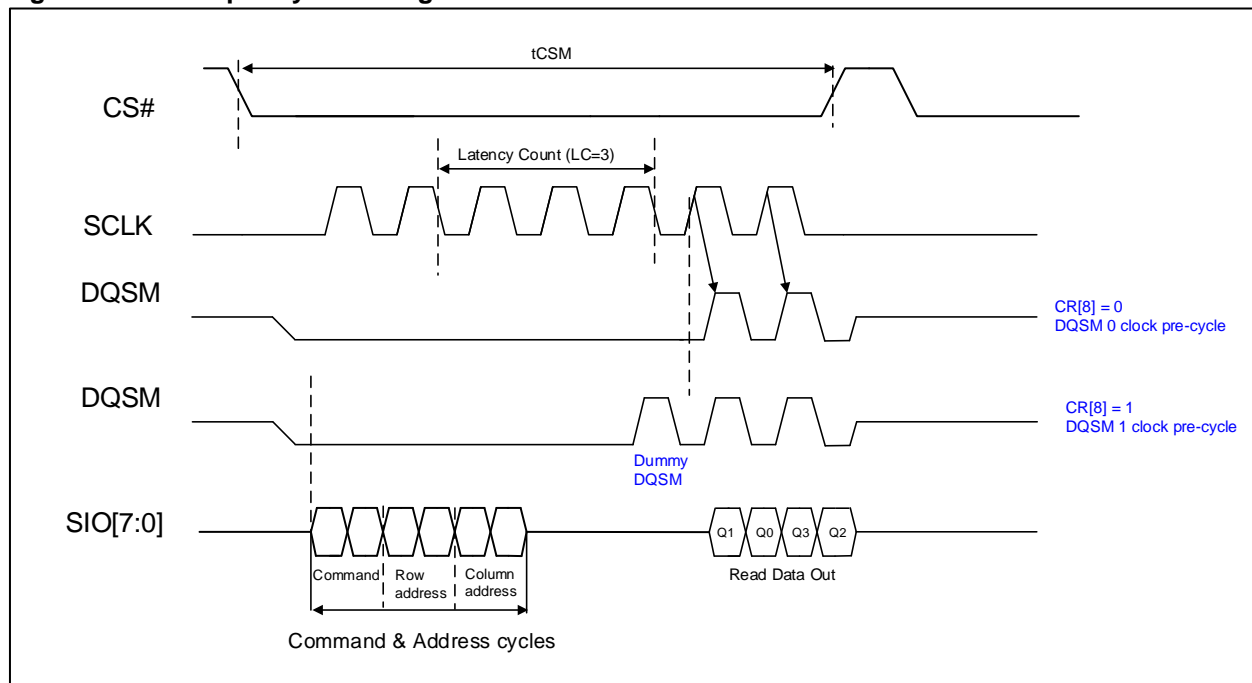 tCSM
CS#
Latency Count (LC=3)
SCLK
DQSM
CR[8] = 0
DQSM 0 clock pre-cycle
DQSM
CR[8] = 1
DQSM 1 clock pre-cycle
Dummy
DQSM
SIO[7:0]
Q1 Q0 Q3 Q2
Command
Row
address
Column
address
Read Data Out
Command & Address cycles